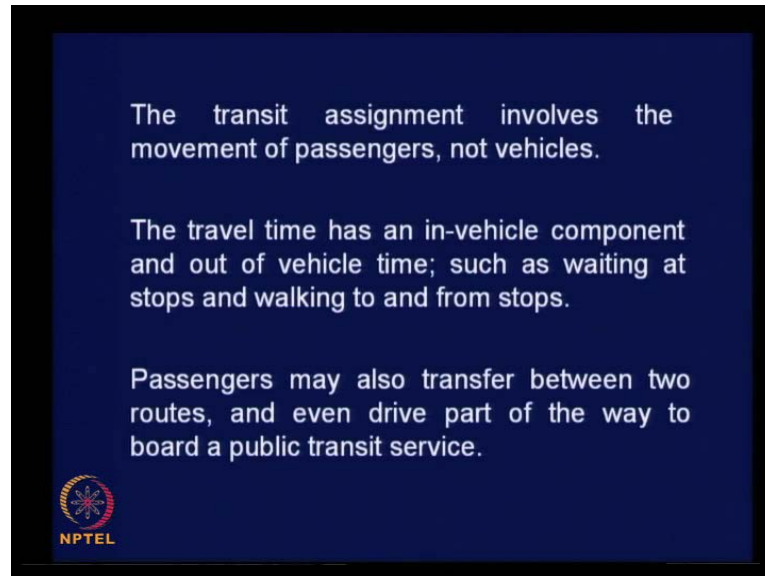 The transit assignment involves the
movement of passengers, not vehicles.
The travel time has an in-vehicle component
and out of vehicle time; such as waiting at
stops and walking to and from stops.
Passengers may also transfer between two
routes, and even drive part of the way to
board a public transit service.
NPTEL